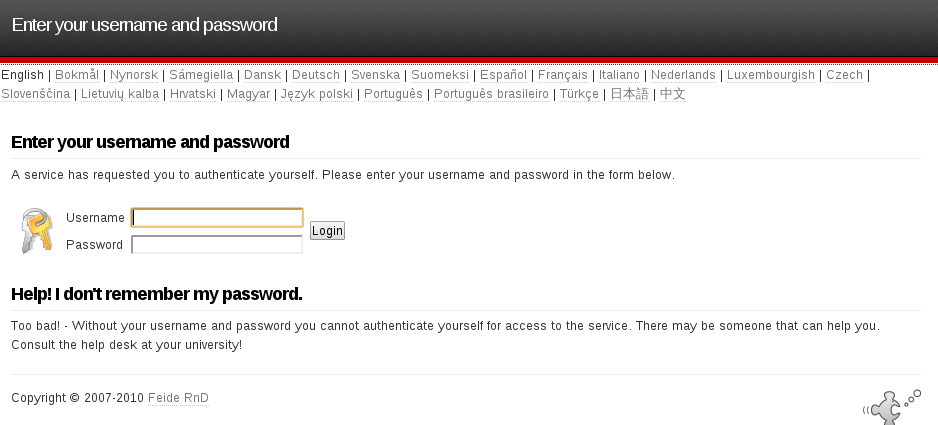 Enter your username and password
English | Bokmål | Nynorsk | Sámegiella | Dansk | Deutsch | Svenska | Suomeksi | Español | Français | Italiano | Nederlands | Luxembourgish | Czech |
Slovenščina | Lietuvių kalba | Hrvatski | Magyar | Język polski | Português | Português brasileiro | Türkçe | 日本語 | 中文
Enter your username and password
A service has requested you to authenticate yourself. Please enter your username and password in the form below.
Username
Login
Password
Help! I don't remember my password.
Too bad! - Without your username and password you cannot authenticate yourself for access to the service. There may be someone that can help you.
Consult the help desk at your university!
Copyright © 2007-2010 Feide RnD